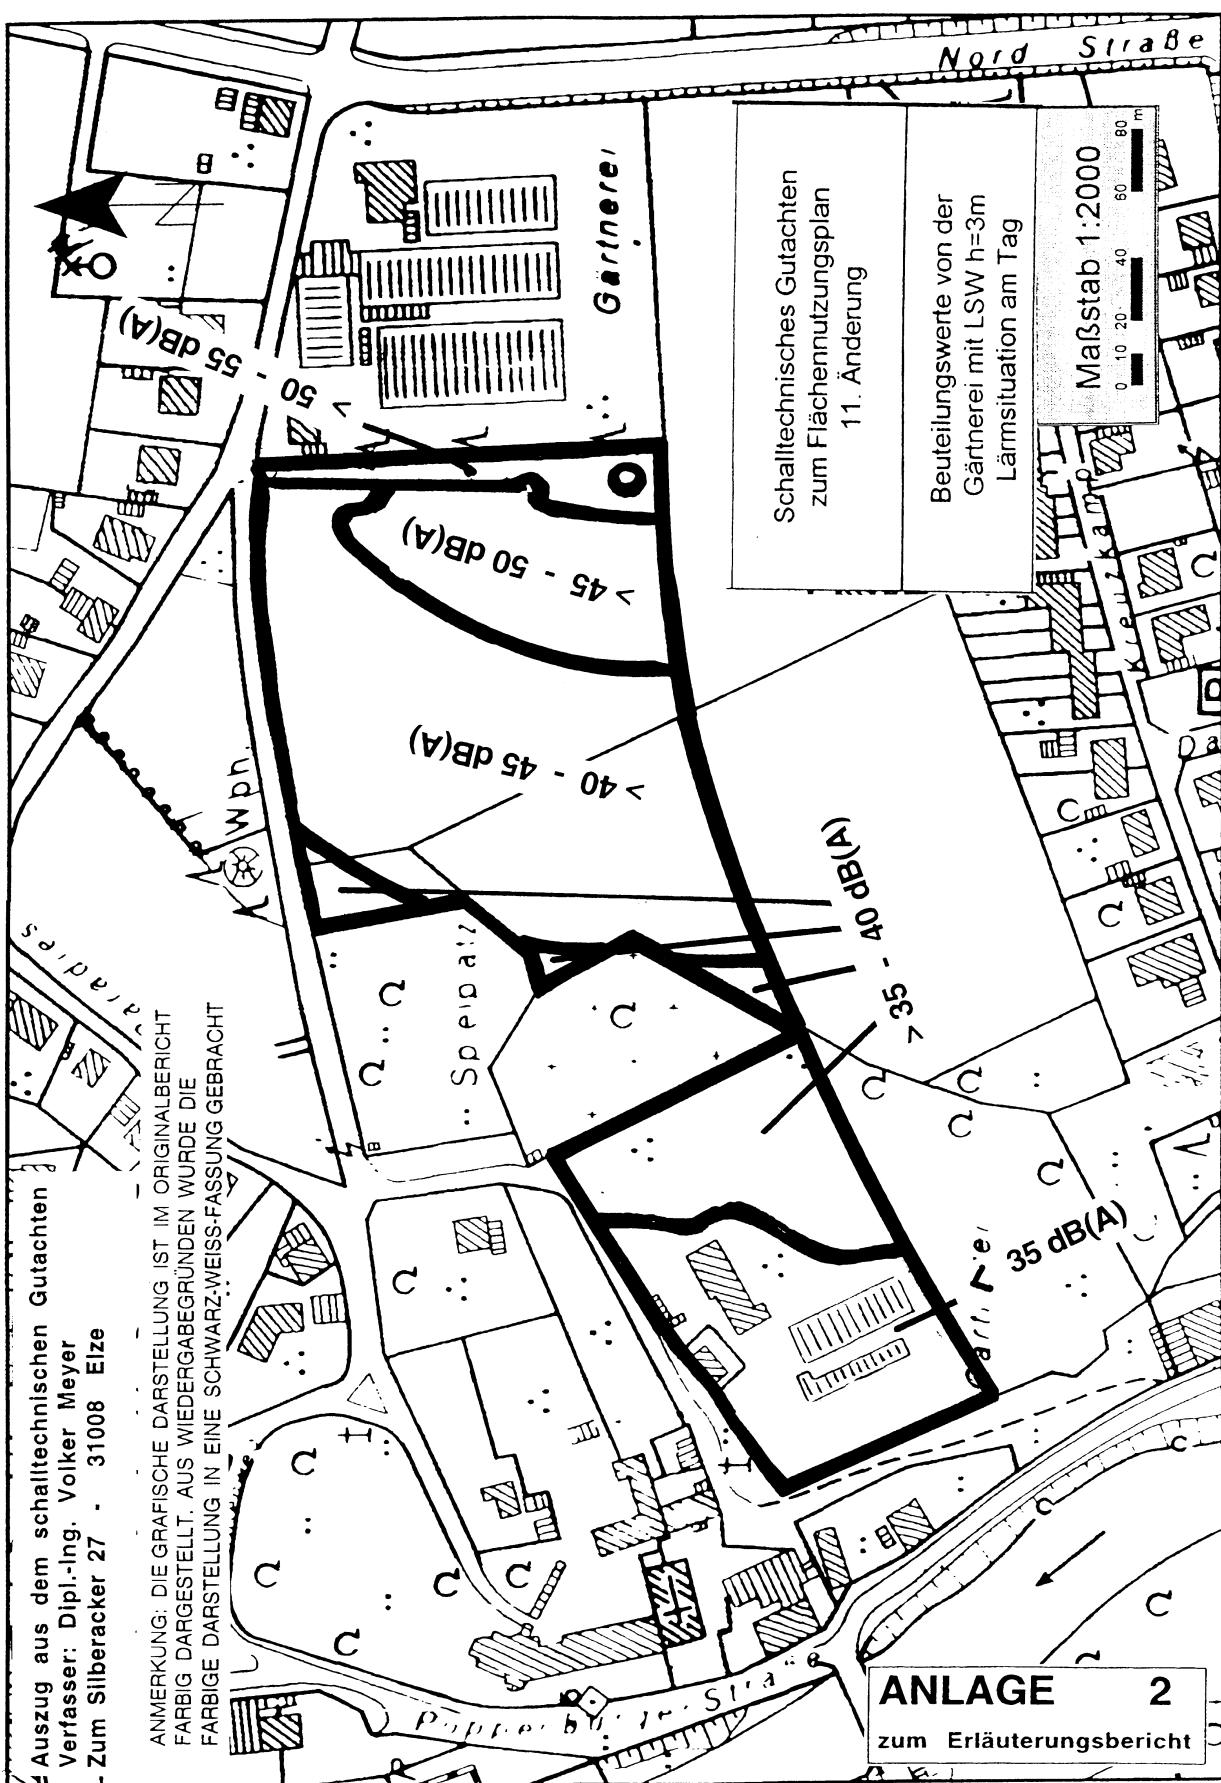 Auszug aus dem schalltechnischen Gutachten
Verfasser: Dipl.-Ing. Volker Meyer
Zum Silberacker 27 - 31008 Elze
ANMERKUNG: DIE GRAFISCHE DARSTELLUNG IST IM ORIGINALBERICHT
FARBIG DARGESTELLT. AUS WIEDERGABEGRÜNDEN WURDE DIE
FARBIGE DARSTELLUNG IN EINE SCHWARZ-WEISS-FASSUNG GEBRACHT
Nord Straße
Gärtnerei
> 50 - 55 dB(A)
> 45 - 50 dB(A)
> 40 - 45 dB(A)
> 35 - 40 dB(A)
35 dB(A)
Wbh.
Schalltechnisches Gutachten
zum Flächennutzungsplan
11. Änderung
Beuteilungswerte von der
Gärtnerei mit LSW h=3m
Lärmsituation am Tag
Maßstab 1:2000
0 10 20 40 60 80 m
Kreuzkamp
ANLAGE 2
zum Erläuterungsbericht